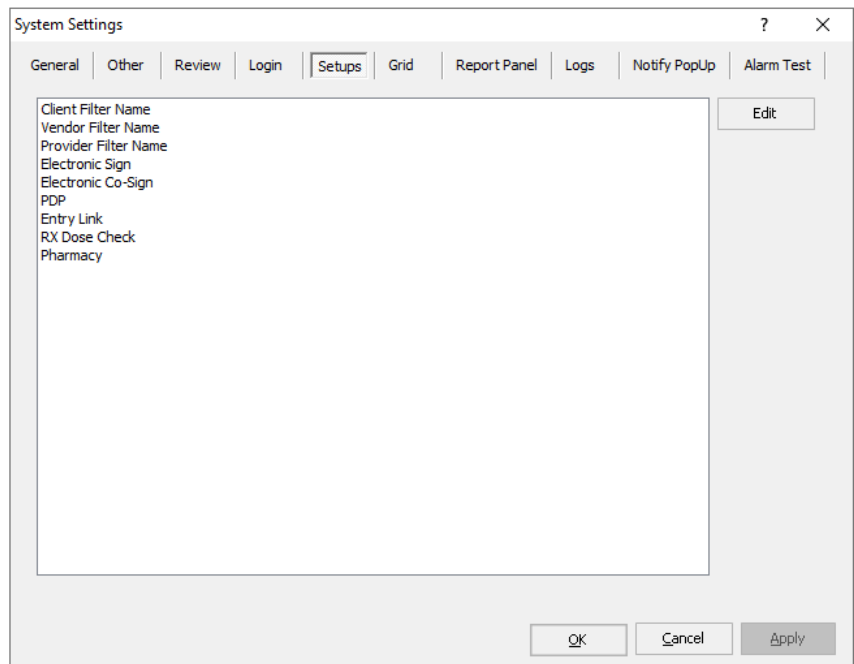 System Settings ?
General Other Review Login Setups Grid Report Panel Logs Notify PopUp Alarm Test
Client Filter Name
Vendor Filter Name
Provider Filter Name
Electronic Sign
Electronic Co-Sign
PDP
Entry Link
RX Dose Check
Pharmacy
Edit
OK Cancel Apply